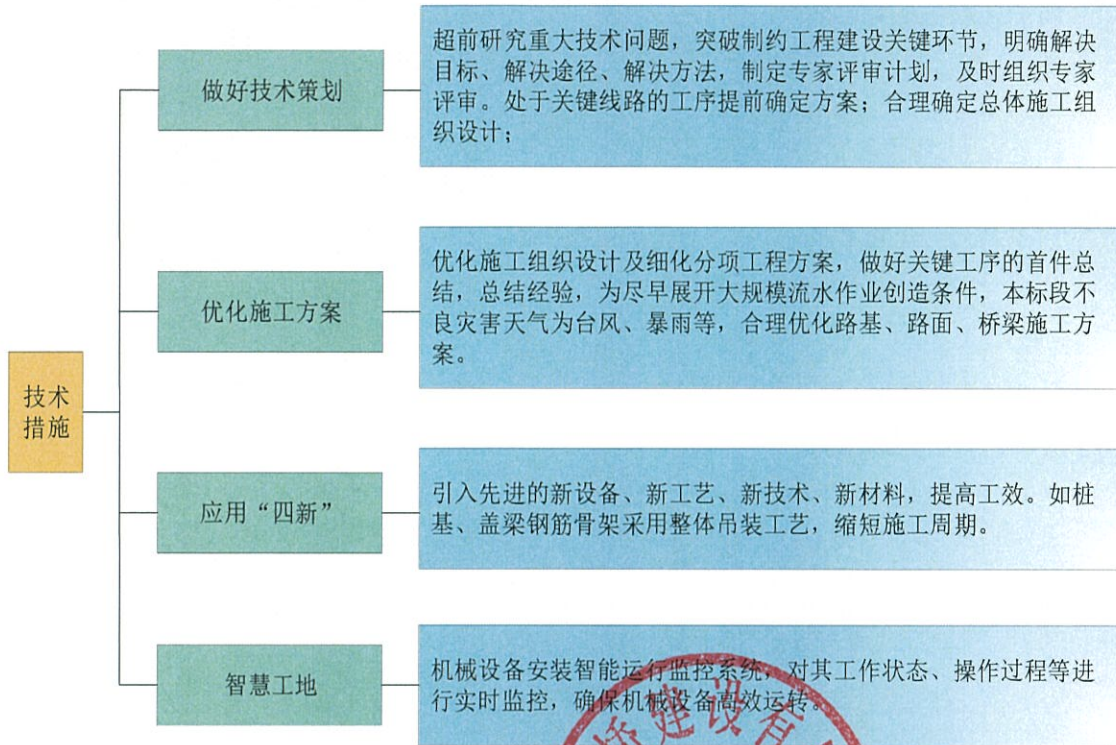 做好技术策划
超前研究重大技术问题，突破制约工程建设关键环节，明确解决
目标、解决途径、解决方法，制定专家评审计划，及时组织专家
评审。处于关键线路的工序提前确定方案；合理确定总体施工组
织设计；
优化施工方案
优化施工组织设计及细化分项工程方案，做好关键工序的首件总
结，总结经验，为尽早展开大规模流水作业创造条件，本标段不
良灾害天气为台风、暴雨等，合理优化路基、路面、桥梁施工方
案。
技术
措施
应用“四新”
引入先进的新设备、新工艺、新技术、新材料，提高工效。如桩
基、盖梁钢筋骨架采用整体吊装工艺，缩短施工周期。
智慧工地
机械设备安装智能运行监控系统，对其工作状态、操作过程等进
行实时监控，确保机械设备高效运转。
桥建设有